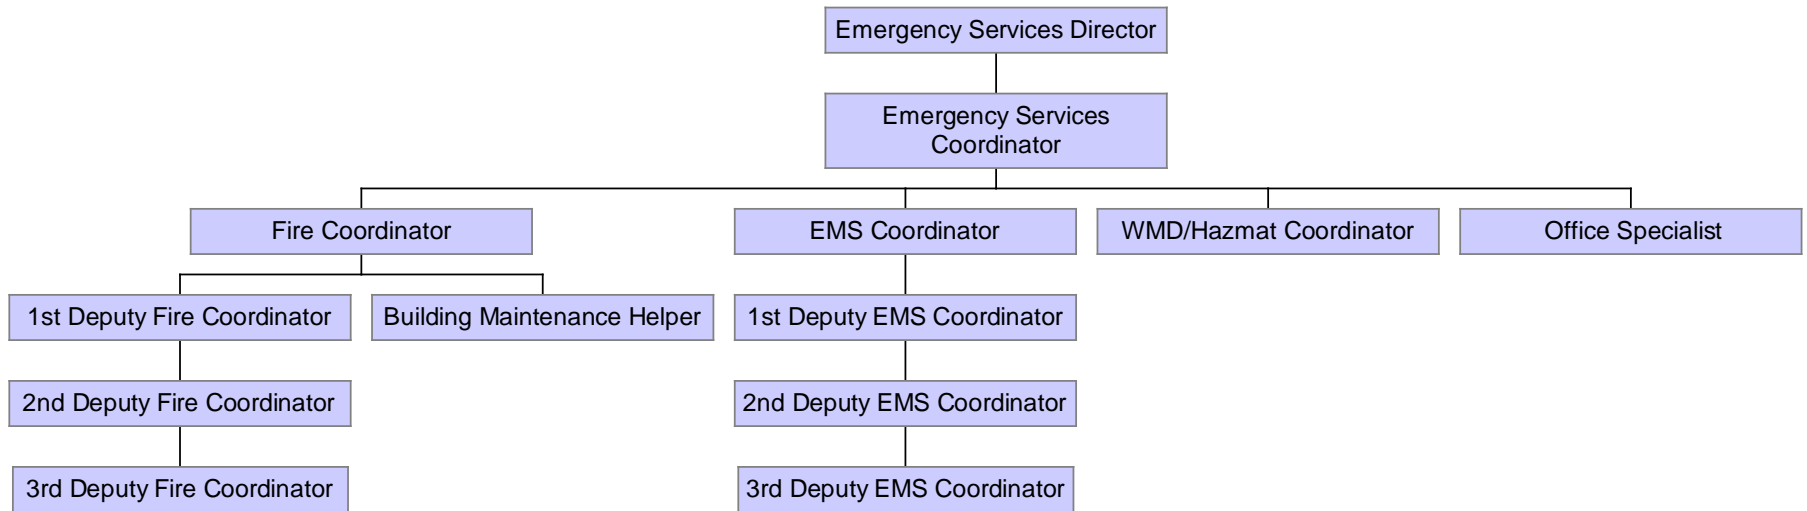 Emergency Services Director
Emergency Services
Coordinator
Fire Coordinator
EMS Coordinator
WMD/Hazmat Coordinator
Office Specialist
1st Deputy Fire Coordinator
Building Maintenance Helper
1st Deputy EMS Coordinator
2nd Deputy Fire Coordinator
2nd Deputy EMS Coordinator
3rd Deputy Fire Coordinator
3rd Deputy EMS Coordinator